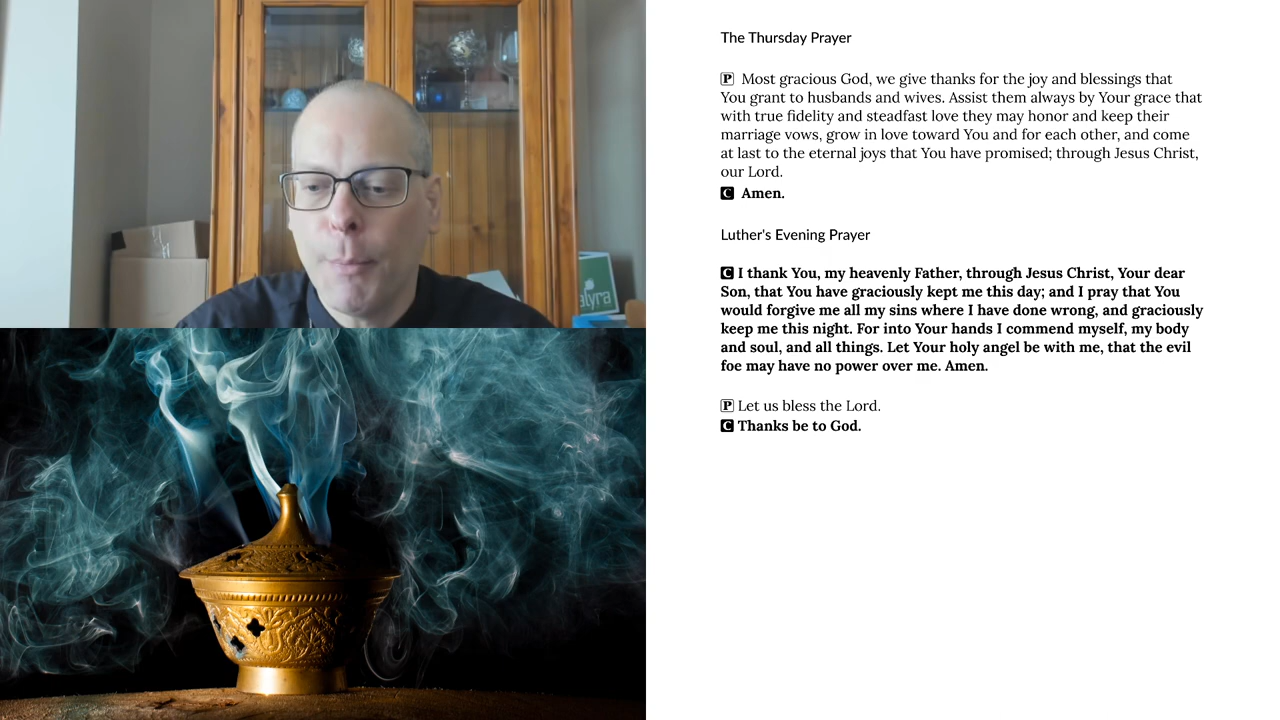 The Thursday Prayer
P Most gracious God, we give thanks for the joy and blessings that
You grant to husbands and wives. Assist them always by Your grace that
with true fidelity and steadfast love they may honor and keep their
marriage vows, grow in love toward You and for each other, and come
at last to the eternal joys that You have promised; through Jesus Christ,
our Lord.
C Amen.
Luther's Evening Prayer
C I thank You, my heavenly Father, through Jesus Christ, Your dear
Son, that You have graciously kept me this day; and I pray that You
would forgive me all my sins where I have done wrong, and graciously
keep me this night. For into Your hands I commend myself, my body
and soul, and all things. Let Your holy angel be with me, that the evil
foe may have no power over me. Amen.
P Let us bless the Lord.
C Thanks be to God.